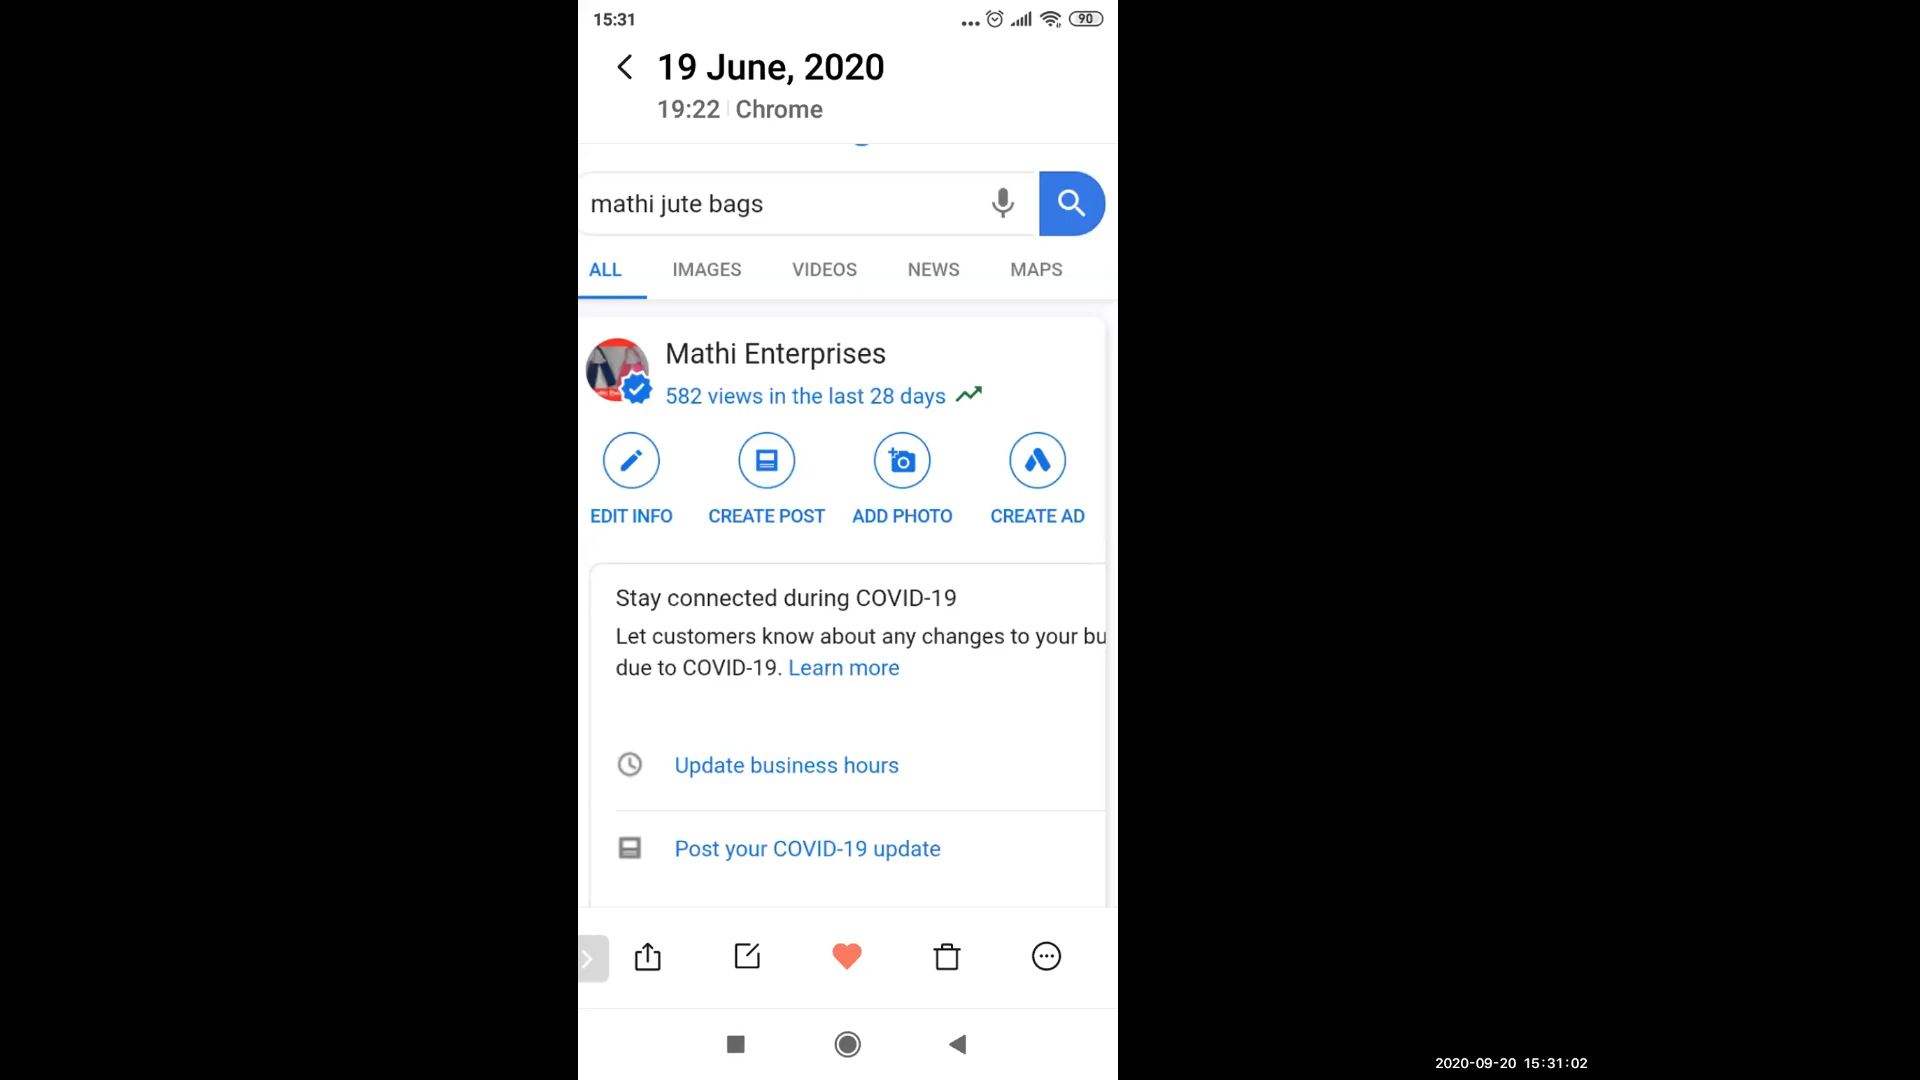 15:31
90
19 June, 2020
19:22 | Chrome
mathi jute bags
ALL IMAGES VIDEOS NEWS MAPS
Mathi Enterprises
582 views in the last 28 days
EDIT INFO CREATE POST ADD PHOTO CREATE AD
Stay connected during COVID-19
Let customers know about any changes to your bu
due to COVID-19. Learn more
Update business hours
Post your COVID-19 update
2020-09-20 15:31:02